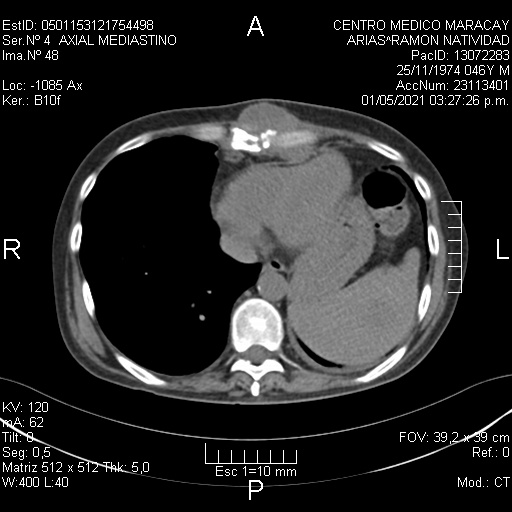 EstID: 0501153121754498
Ser.Nº 4 AXIAL MEDIASTINO
Ima.Nº 48
Loc: -1085 Ax
Ker.: B10f
A
CENTRO MEDICO MARACAY
ARIAS^RAMON NATIVIDAD
PacID: 13072283
25/11/1974 046Y M
AccNum: 23113401
01/05/2021 03:27:26 p.m.
R
L
KV: 120
mA: 62
Tilt: 0
Seg: 0,5
Matriz 512 x 512 Thk: 5,0
W:400 L:40
Esc 1=10 mm
P
FOV: 39,2 x 39 cm
Ref.: 0
Mod.: CT